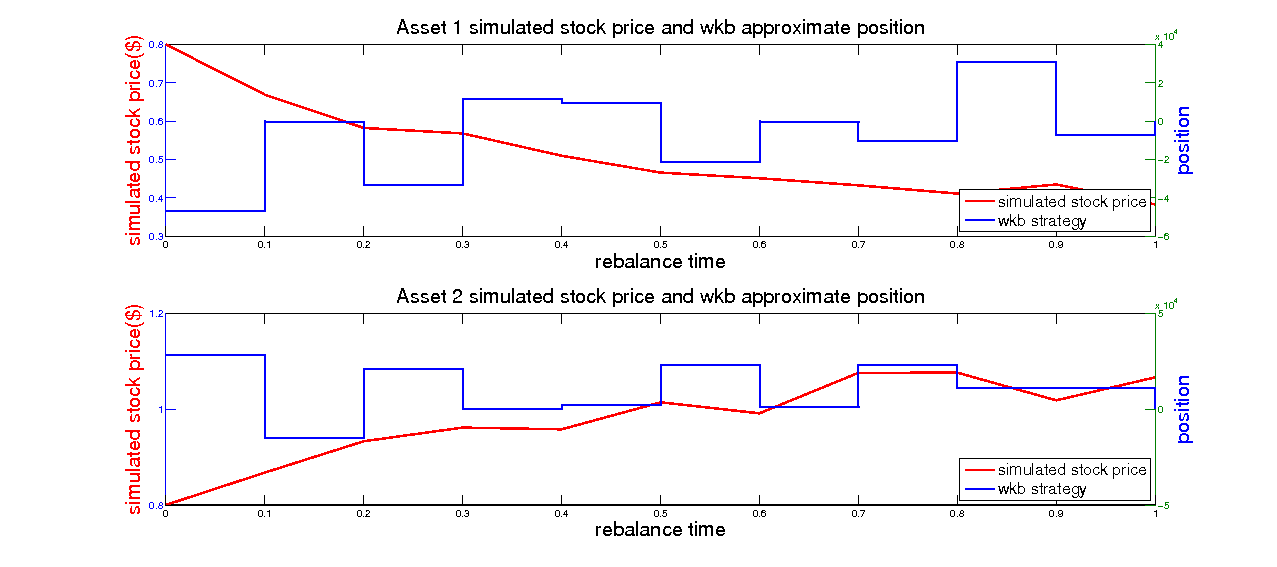 Asset 1 simulated stock price and wkb approximate position
x 10^4
simulated stock price($)
0.8
0.7
0.6
0.5
0.4
0.3
4
2
0
−2
−4
−6
position
simulated stock price
wkb strategy
0 0.1 0.2 0.3 0.4 0.5 0.6 0.7 0.8 0.9 1
rebalance time
Asset 2 simulated stock price and wkb approximate position
x 10^4
simulated stock price($)
1.2
1
0.8
5
0
−5
position
simulated stock price
wkb strategy
0 0.1 0.2 0.3 0.4 0.5 0.6 0.7 0.8 0.9 1
rebalance time